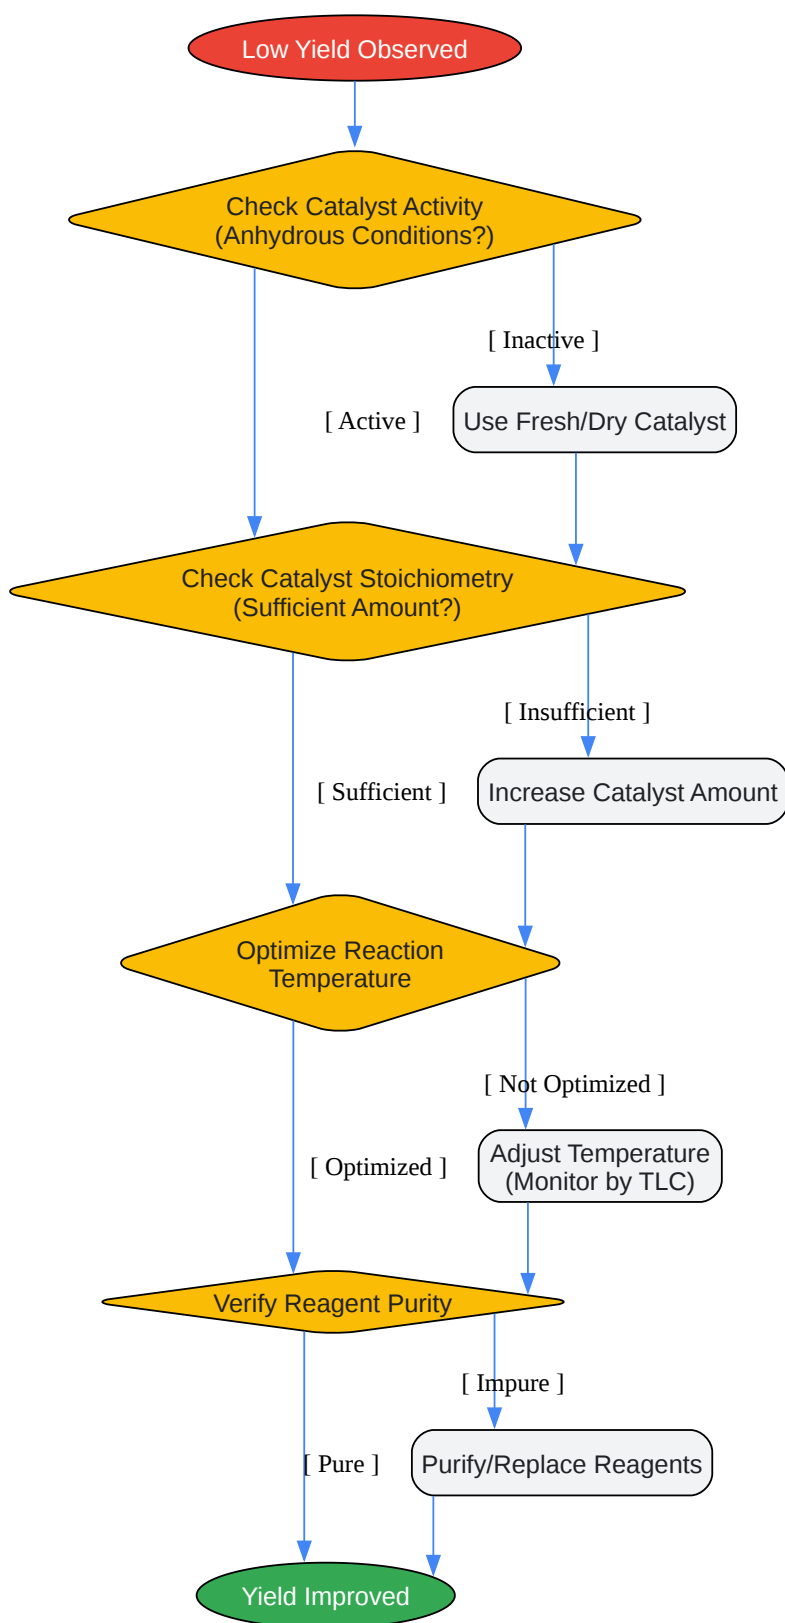 Low Yield Observed
Check Catalyst Activity
(Anhydrous Conditions?)
[ Inactive ]
[ Active ]
Use Fresh/Dry Catalyst
Check Catalyst Stoichiometry
(Sufficient Amount?)
[ Insufficient ]
[ Sufficient ]
Increase Catalyst Amount
Optimize Reaction
Temperature
[ Not Optimized ]
[ Optimized ]
Adjust Temperature
(Monitor by TLC)
Verify Reagent Purity
[ Impure ]
[ Pure ]
Purify/Replace Reagents
Yield Improved